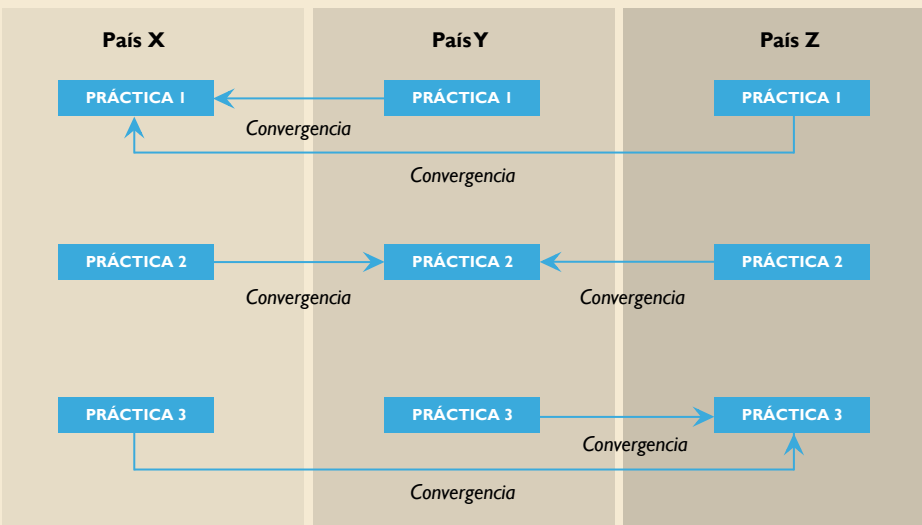 País X
País Y
País Z
PRÁCTICA 1
PRÁCTICA 1
PRÁCTICA 1
Convergencia
Convergencia
PRÁCTICA 2
PRÁCTICA 2
PRÁCTICA 2
Convergencia
Convergencia
PRÁCTICA 3
PRÁCTICA 3
PRÁCTICA 3
Convergencia
Convergencia